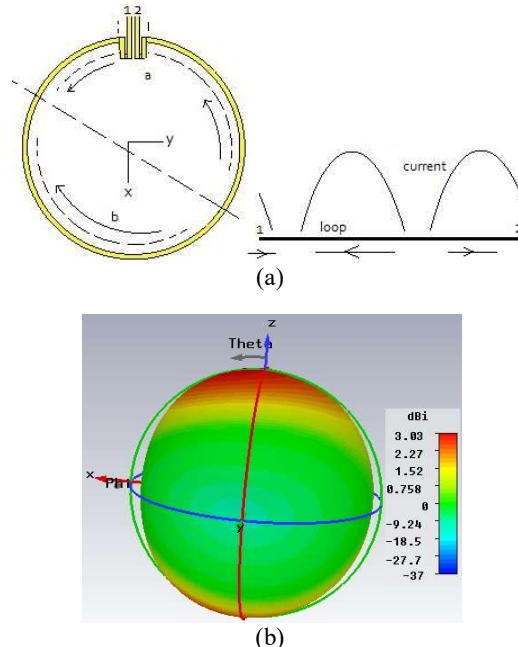 1 2
a
y
x
b
current
1
loop
2
(a)
z
Theta
x
Phi
y
dBi
3.03
2.27
1.52
0.758
0
-9.24
-18.5
-27.7
-37
(b)